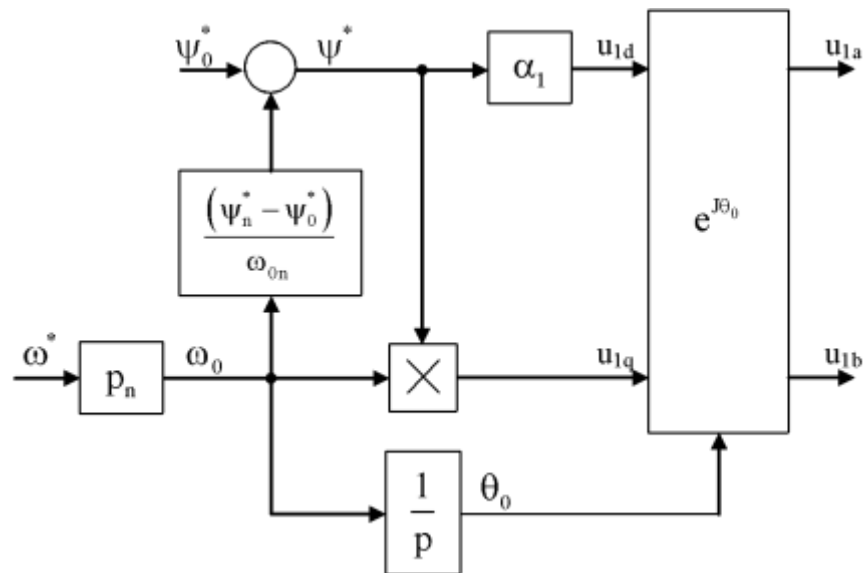 ψ₀* ψ* α₁ u₁d u₁a
(ψₙ* − ψ₀*)
ω₀ₙ
e^{Jθ₀}
ω* pₙ ω₀ × u₁q u₁b
1
p
θ₀